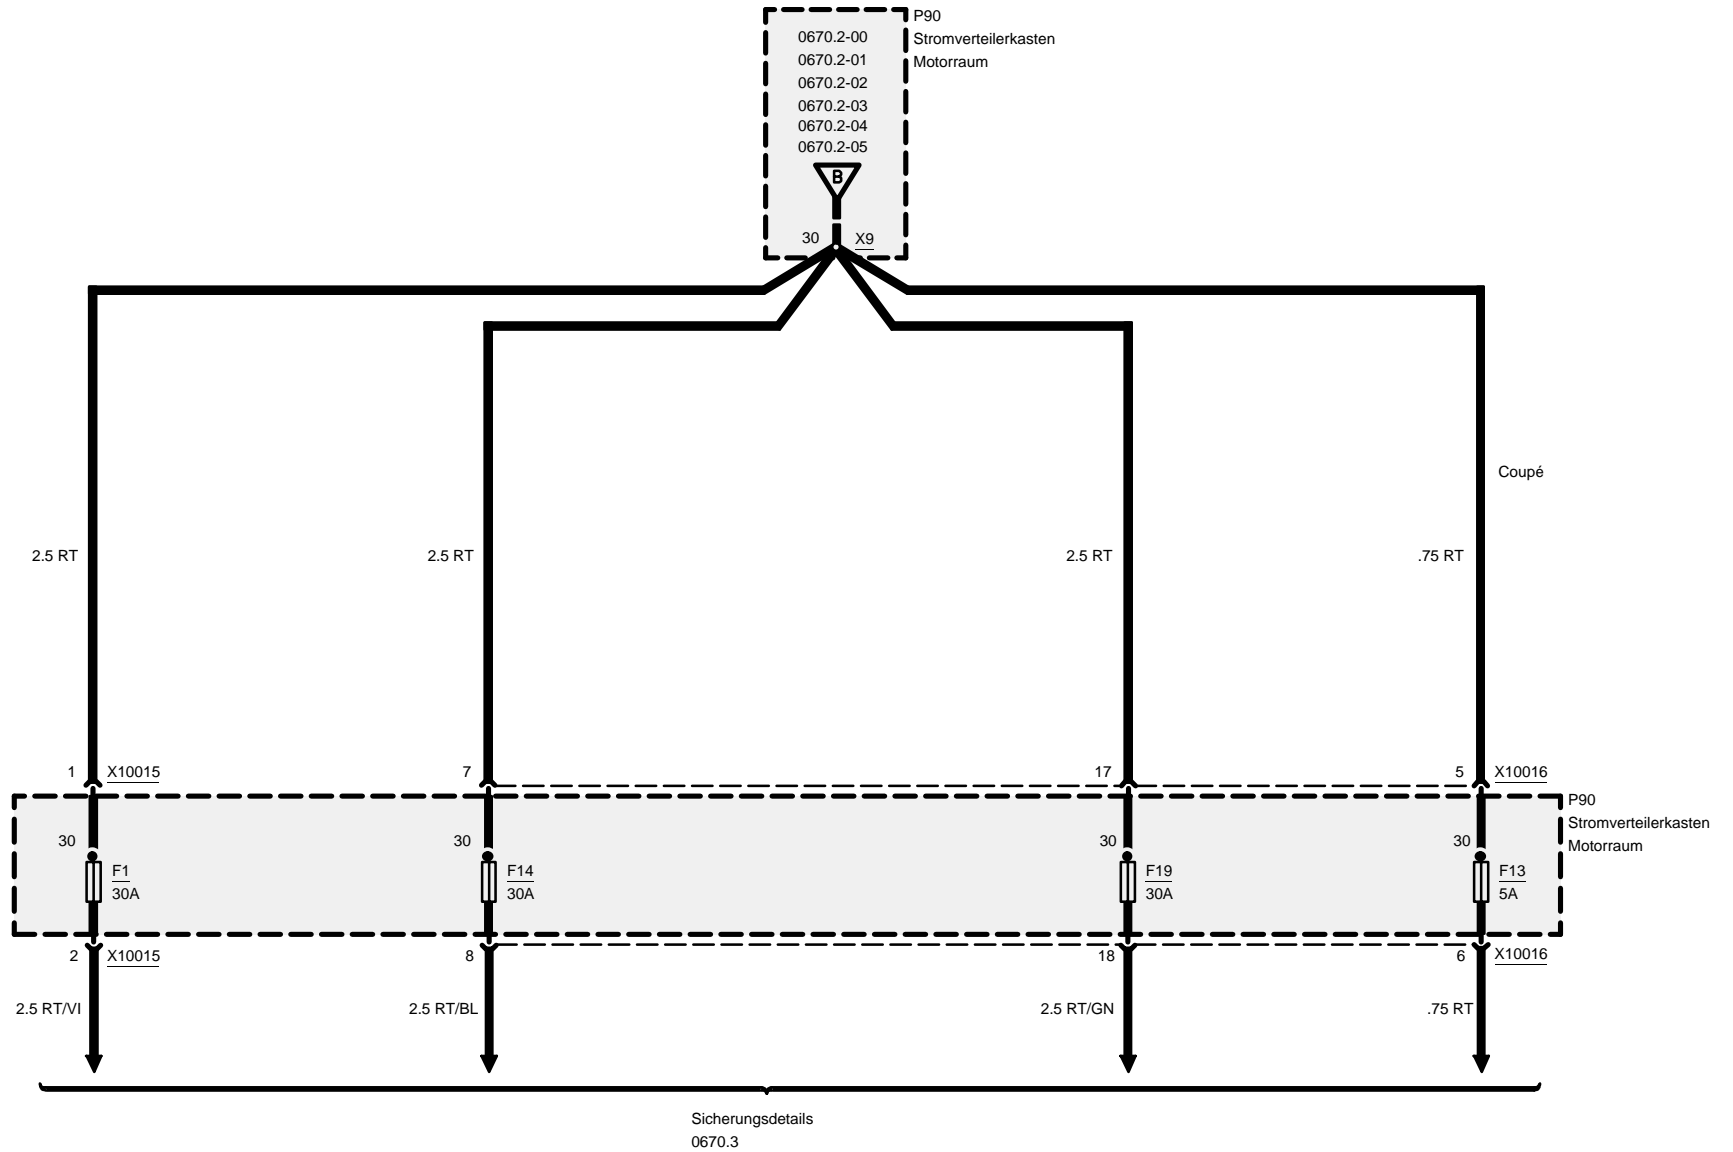 P90
Stromverteilerkasten
Motorraum
0670.2-00
0670.2-01
0670.2-02
0670.2-03
0670.2-04
0670.2-05
B
30 X9
Coupé
2.5 RT 2.5 RT 2.5 RT .75 RT
1 X10015 7 17 5 X10016
P90
Stromverteilerkasten
Motorraum
30 30 30 30
F1 F14 F19 F13
30A 30A 30A 5A
2 X10015 8 18 6 X10016
2.5 RT/VI 2.5 RT/BL 2.5 RT/GN .75 RT
Sicherungsdetails
0670.3